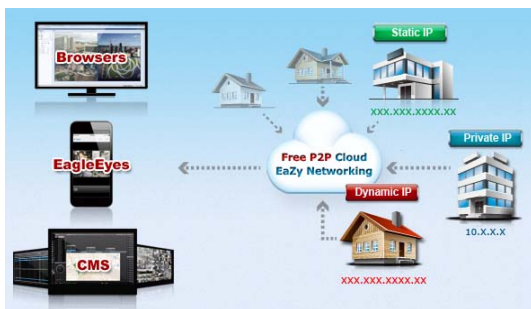 Browsers
Static IP
XXX.XXX.XXXX.XX
EagleEyes
Free P2P Cloud
EaZy Networking
Private IP
10.X.X.X
Dynamic IP
XXX.XXX.XXXX.XX
CMS